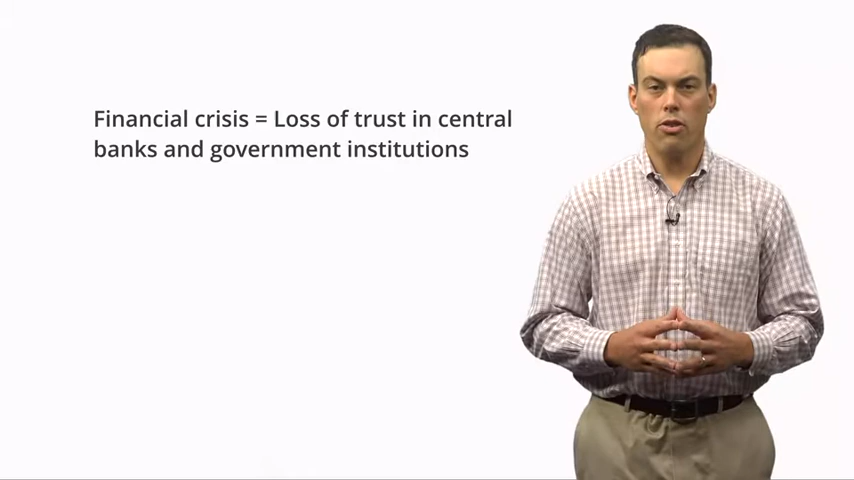 Financial crisis = Loss of trust in central
banks and government institutions